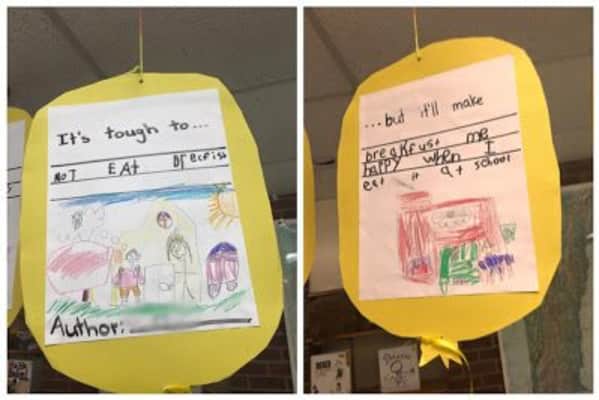 It's tough to...
NOT EAt brecfist
Author:
...but it'll make
breakfust me
happy when I
eat it at school